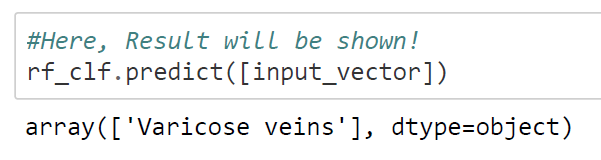 #Here, Result will be shown!
rf_clf.predict([input_vector])
array(['Varicose veins'], dtype=object)